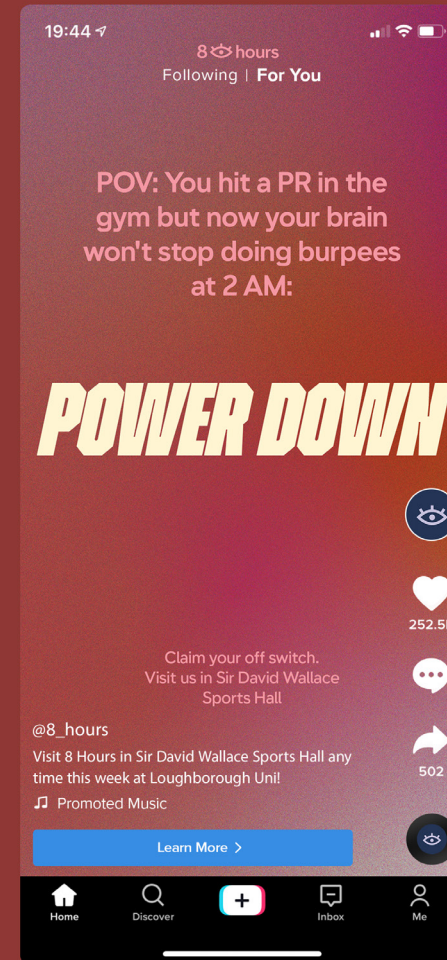 19:44
8 hours
Following | For You
POV: You hit a PR in the
gym but now your brain
won't stop doing burpees
at 2 AM:
POWER DOWN
252.5
Claim your off switch.
Visit us in Sir David Wallace
Sports Hall
502
@8_hours
Visit 8 Hours in Sir David Wallace Sports Hall any
time this week at Loughborough Uni!
Promoted Music
Learn More >
Home
Discover
Inbox
Me